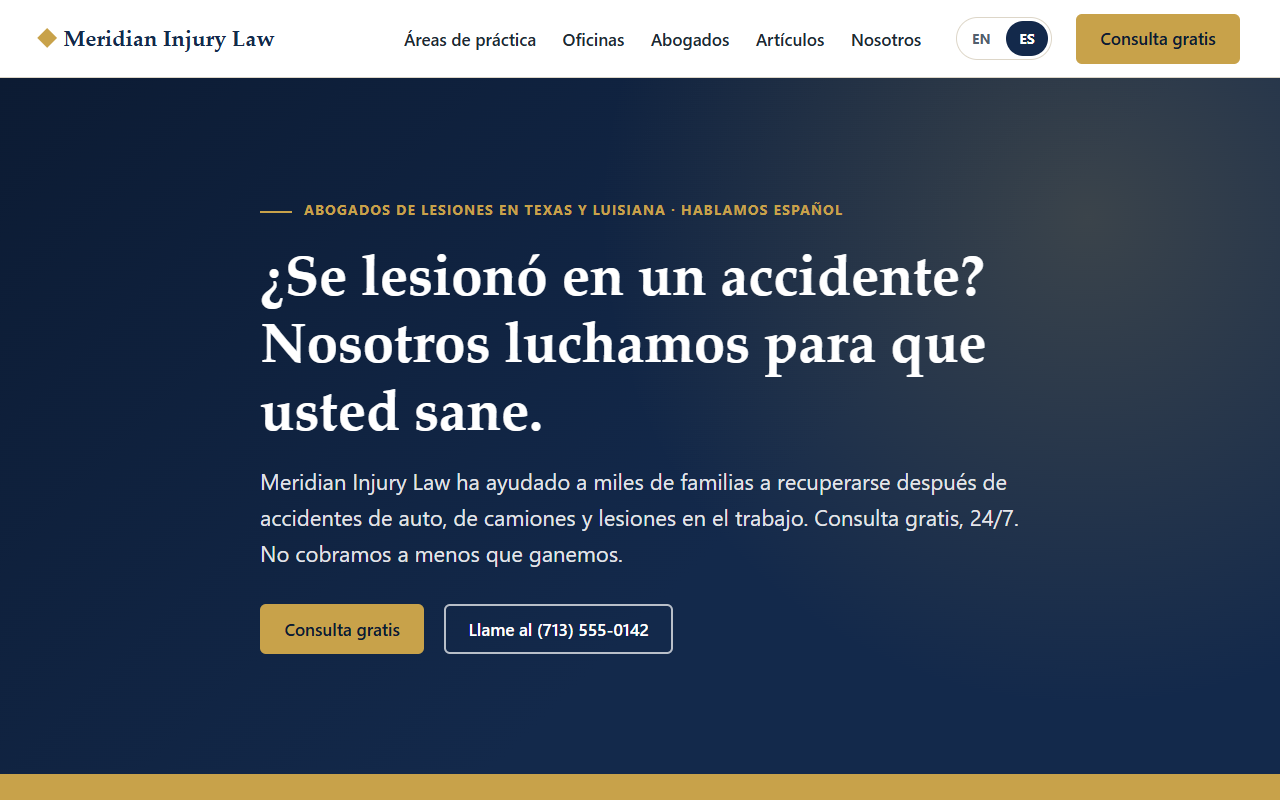 Meridian Injury Law
Áreas de práctica
Oficinas
Abogados
Artículos
Nosotros
EN
ES
Consulta gratis
ABOGADOS DE LESIONES EN TEXAS Y LUISIANA · HABLAMOS ESPAÑOL
¿Se lesionó en un accidente?
Nosotros luchamos para que
usted sane.
Meridian Injury Law ha ayudado a miles de familias a recuperarse después de
accidentes de auto, de camiones y lesiones en el trabajo. Consulta gratis, 24/7.
No cobramos a menos que ganemos.
Consulta gratis
Llame al (713) 555-0142